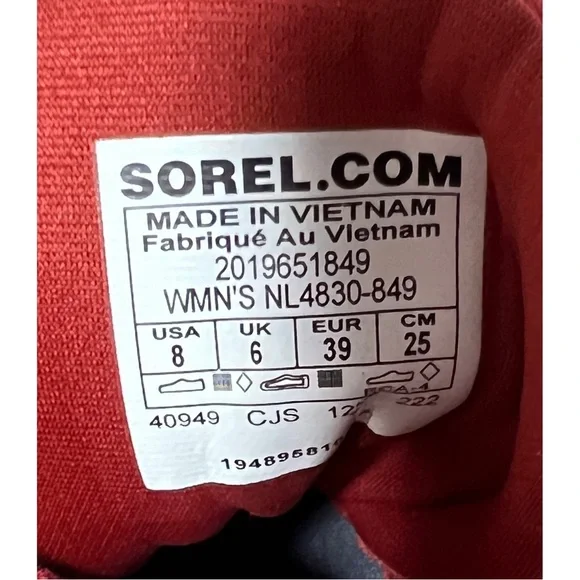 SOREL.COM
MADE IN VIETNAM
Fabriqué Au Vietnam
2019651849
WMN'S NL4830-849
USA UK EUR CM
8 6 39 25
40949 CJS